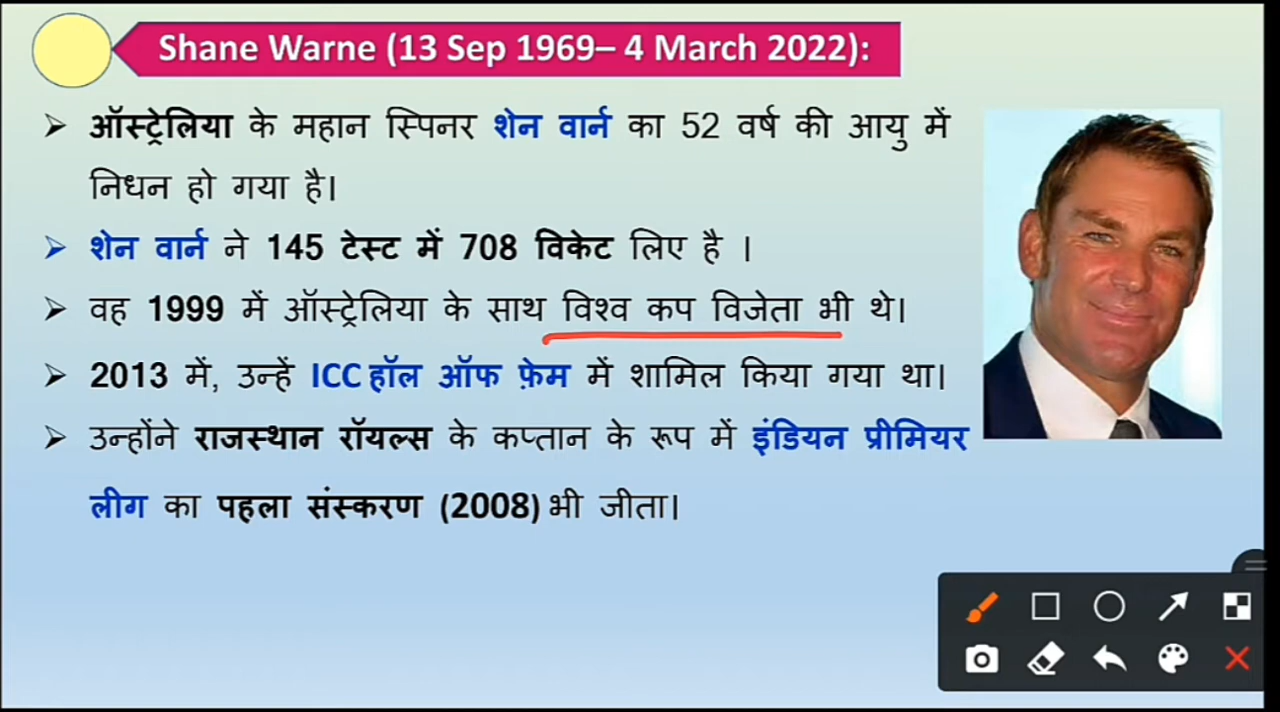 Shane Warne (13 Sep 1969– 4 March 2022):
➢ ऑस्ट्रेलिया के महान स्पिनर शेन वार्न का 52 वर्ष की आयु में
निधन हो गया है।
➢ शेन वार्न ने 145 टेस्ट में 708 विकेट लिए है ।
➢ वह 1999 में ऑस्ट्रेलिया के साथ विश्व कप विजेता भी थे।
➢ 2013 में, उन्हें ICC हॉल ऑफ फ़ेम में शामिल किया गया था।
➢ उन्होंने राजस्थान रॉयल्स के कप्तान के रूप में इंडियन प्रीमियर
लीग का पहला संस्करण (2008) भी जीता।